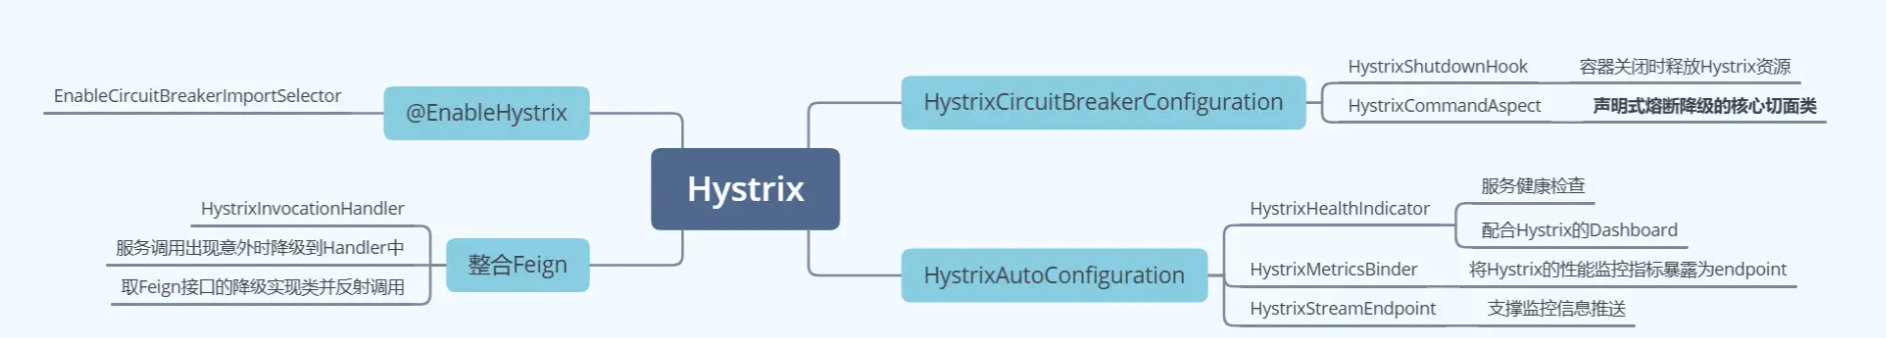 Hystrix
@EnableHystrix
EnableCircuitBreakerImportSelector
整合Feign
HystrixInvocationHandler
服务调用出现意外时降级到Handler中
取Feign接口的降级实现类并反射调用
HystrixCircuitBreakerConfiguration
HystrixShutdownHook
容器关闭时释放Hystrix资源
HystrixCommandAspect
声明式熔断降级的核心切面类
HystrixAutoConfiguration
HystrixHealthIndicator
服务健康检查
配合Hystrix的Dashboard
HystrixMetricsBinder
将Hystrix的性能监控指标暴露为endpoint
HystrixStreamEndpoint
支撑监控信息推送